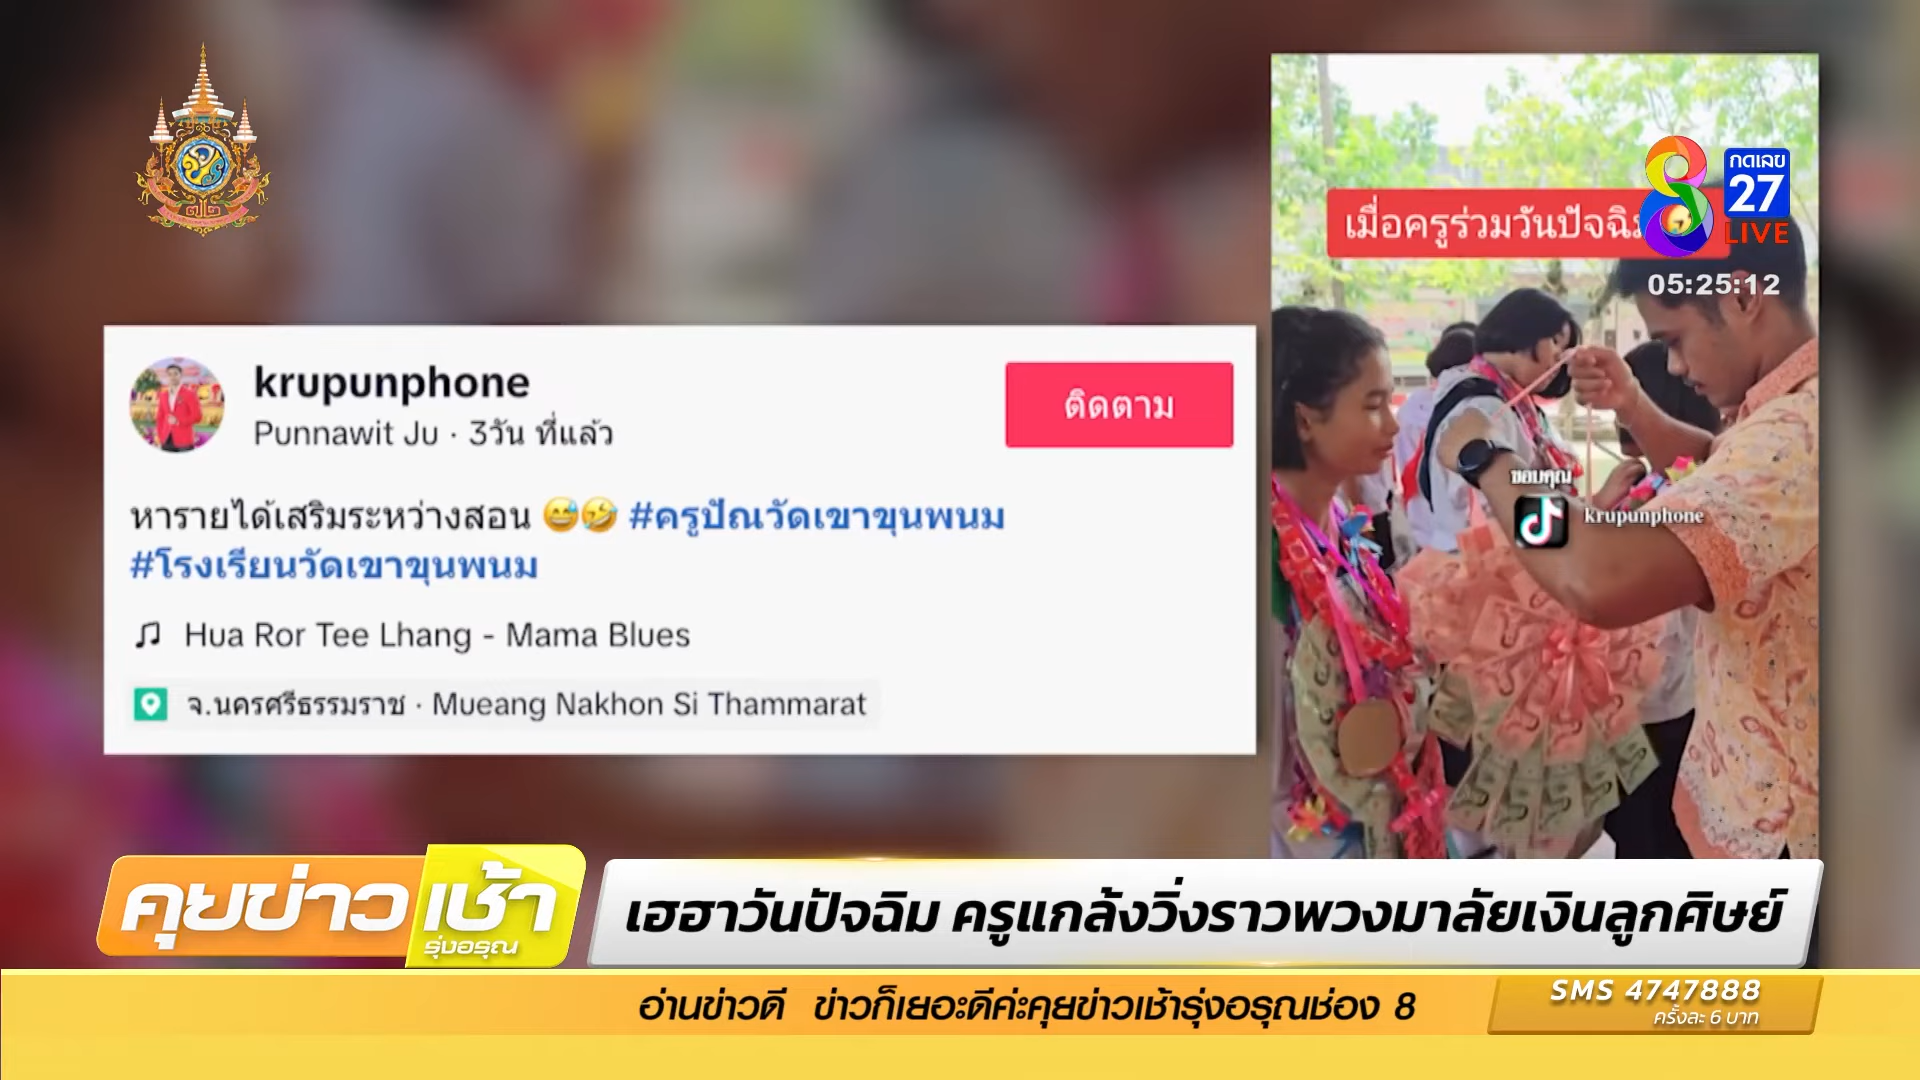 กดเลข
27
LIVE
เมื่อครูร่วมวันปัจฉิม
05:25:12
krupunphone
Punnawit Ju · 3วัน ที่แล้ว
ติดตาม
หารายได้เสริมระหว่างสอน 😅🤣 #ครูปัณวัดเขาขุนพนม
#โรงเรียนวัดเขาขุนพนม
Hua Ror Tee Lhang - Mama Blues
จ.นครศรีธรรมราช · Mueang Nakhon Si Thammarat
ขอบคุณ
krupunphone
คุยข่าวเช้า
รุ่งอรุณ
เฮฮาวันปัจฉิม ครูแกล้งวิ่งราวพวงมาลัยเงินลูกศิษย์
อ่านข่าวดี ข่าวก็เยอะดีค่ะคุยข่าวเช้ารุ่งอรุณช่อง 8
SMS 4747888
ครั้งละ 6 บาท